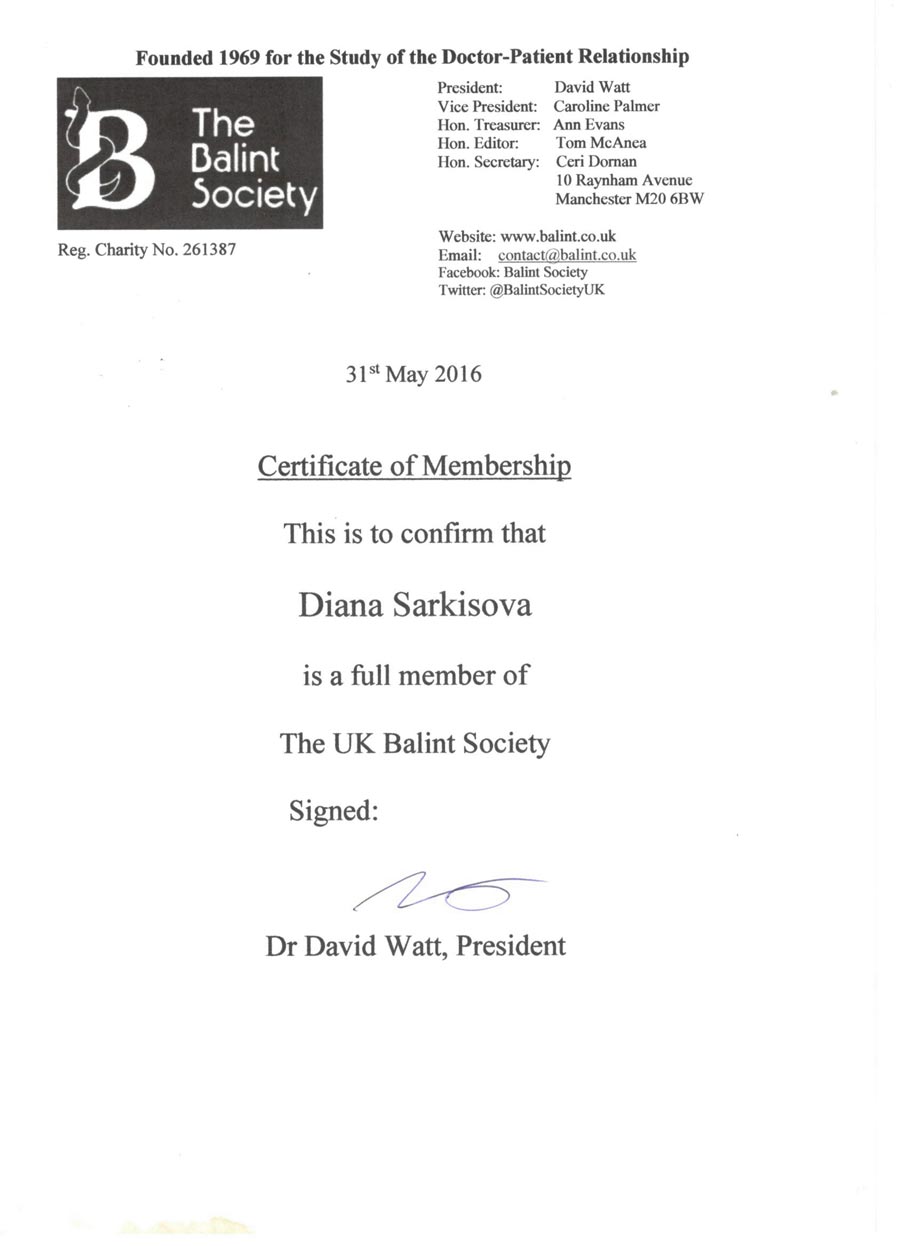 Founded 1969 for the Study of the Doctor-Patient Relationship
The
Balint
Society
Reg. Charity No. 261387
President: David Watt
Vice President: Caroline Palmer
Hon. Treasurer: Ann Evans
Hon. Editor: Tom McAnea
Hon. Secretary: Ceri Dornan
10 Raynham Avenue
Manchester M20 6BW
Website: www.balint.co.uk
Email: contact@balint.co.uk
Facebook: Balint Society
Twitter: @BalintSocietyUK
31st May 2016
Certificate of Membership
This is to confirm that
Diana Sarkisova
is a full member of
The UK Balint Society
Signed:
Dr David Watt, President